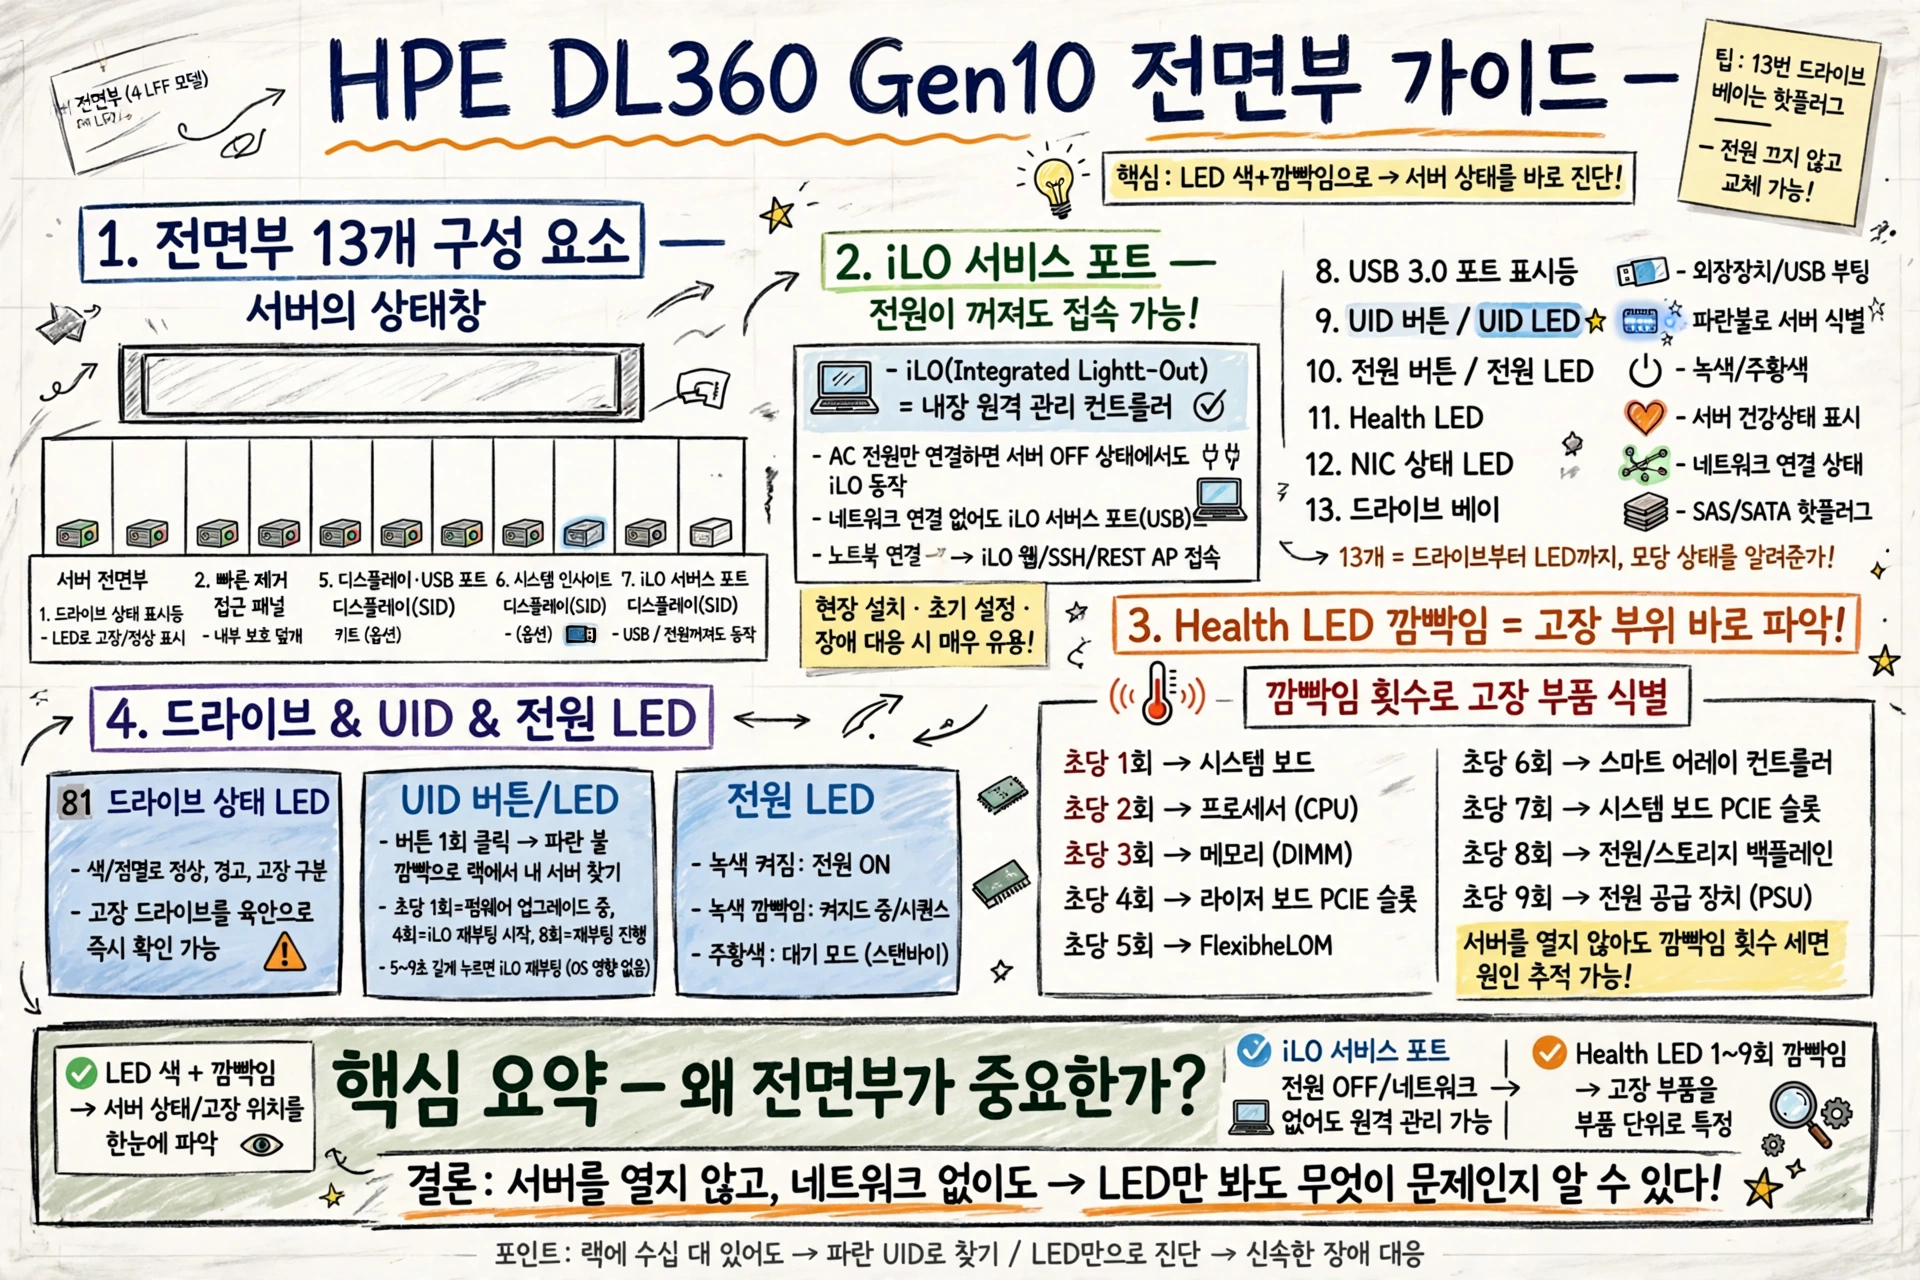 전면부 (4 LFF 모델)
HPE DL360 Gen10 전면부 가이드 –
팁 : 13번 드라이브
베이는 핫플러그
– 전원 끄지 않고
교체 가능!
핵심 : LED 색+깜빡임으로 → 서버 상태를 바로 진단!
1. 전면부 13개 구성 요소
서버의 상태창
서버 전면부
1. 드라이브 상태 표시등
- LED로 고장/정상 표시
2. 빠른 제거
접근 패널
- 내부 보호 덮개
5. 디스플레이·USB 포트
디스플레이(SID)
키트 (옵션)
6. 시스템 인사이트
디스플레이(SID)
- (옵션)
7. iLO 서버스 포트
디스플레이(SID)
- USB / 전원꺼져도 동작
2. iLO 서비스 포트 –
전원이 꺼져도 접속 가능!
- iLO(Integrated Lightt-Out)
= 내장 원격 관리 컨트롤러
- AC 전원만 연결하면 서버 OFF 상태에서도
iLO 동작
- 네트워크 연결 없어도 iLO 서버스 포트(USB)
- 노트북 연결 → iLO 웹/SSH/REST AP 접속
현장 설치 · 초기 설정 ·
장애 대응 시 매우 유용!
8. USB 3.0 포트 표시등 - 외장장치/USB 부팅
9. UID 버튼 / UID LED - 파란불로 서버 식별
10. 전원 버튼 / 전원 LED - 녹색/주황색
11. Health LED - 서버 건강상태 표시
12. NIC 상태 LED - 네트워크 연결 상태
13. 드라이브 베이 - SAS/SATA 핫플러그
→ 13개 = 드라이브부터 LED까지, 모당 상태를 알려준가!
3. Health LED 깜빡임 = 고장 부위 바로 파악!
깜빡임 횟수로 고장 부품 식별
초당 1회 → 시스템 보드
초당 2회 → 프로세서 (CPU)
초당 3회 → 메모리 (DIMM)
초당 4회 → 라이저 보드 PCIE 슬롯
초당 5회 → FlexibheLOM
초당 6회 → 스마트 어레이 컨트롤러
초당 7회 → 시스템 보드 PCIE 슬롯
초당 8회 → 전원/스토리지 백플레인
초당 9회 → 전원 공급 장치 (PSU)
서버를 열지 않아도 깜빡임 횟수 세면
원인 추적 가능!
4. 드라이브 & UID & 전원 LED
81 드라이브 상태 LED
- 색/점멸로 정상, 경고, 고장 구분
- 고장 드라이브를 육안으로
즉시 확인 가능
UID 버튼/LED
- 버튼 1회 클릭 → 파란 불
깜빡으로 랙에서 내 서버 찾기
- 초당 1회=펌웨어 업그레이드 중,
4회=iLO 재부팅 시작, 8회=재부팅 진행
- 5~9초 길게 누르면 iLO 재부팅 (OS 영향 없음)
전원 LED
- 녹색 켜짐 : 전원 ON
- 녹색 깜빡임 : 켜지드 중/시퀀스
- 주황색 : 대기 모드 (스탠바이)
LED 색 + 깜빡임
→ 서버 상태/고장 위치를
한눈에 파악
핵심 요약 – 왜 전면부가 중요한가?
iLO 서비스 포트
전원 OFF/네트워크 →
없어도 원격 관리 가능
Health LED 1~9회 깜빡임
→ 고장 부품을
부품 단위로 특정
결론 : 서버를 열지 않고, 네트워크 없이도 → LED만 봐도 무엇이 문제인지 알 수 있다!
포인트 : 랙에 수십 대 있어도 → 파란 UID로 찾기 / LED만으로 진단 → 신속한 장애 대응